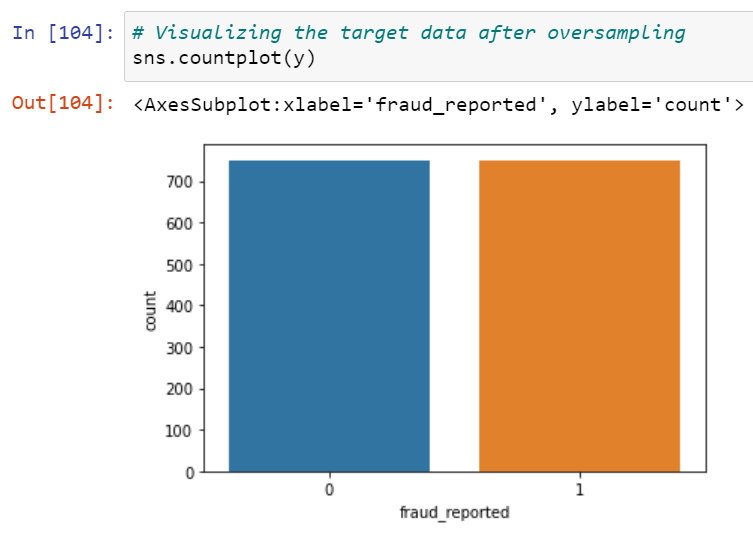 In [104]: # Visualizing the target data after oversampling
sns.countplot(y)
Out[104]: <AxesSubplot:xlabel='fraud_reported', ylabel='count'>
700
600
500
400
300
200
100
0
count
0 1
fraud_reported